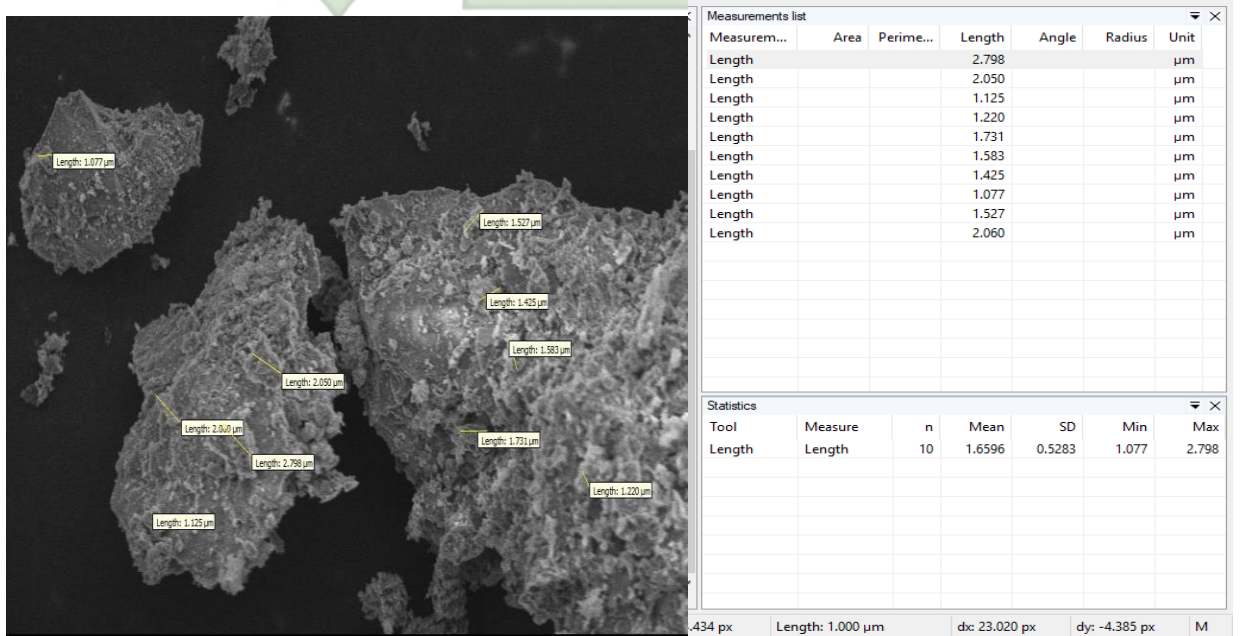 Length: 1.077 µm
Length: 1.527 µm
Length: 1.425 µm
Length: 1.583 µm
Length: 2.050 µm
Length: 2.060 µm
Length: 1.731 µm
Length: 2.798 µm
Length: 1.220 µm
Length: 1.125 µm
Measurements list
Measurem... Area Perime... Length Angle Radius Unit
Length 2.798 µm
Length 2.050 µm
Length 1.125 µm
Length 1.220 µm
Length 1.731 µm
Length 1.583 µm
Length 1.425 µm
Length 1.077 µm
Length 1.527 µm
Length 2.060 µm
Statistics
Tool Measure n Mean SD Min Max
Length Length 10 1.6596 0.5283 1.077 2.798
.434 px Length: 1.000 µm dx: 23.020 px dy: -4.385 px M